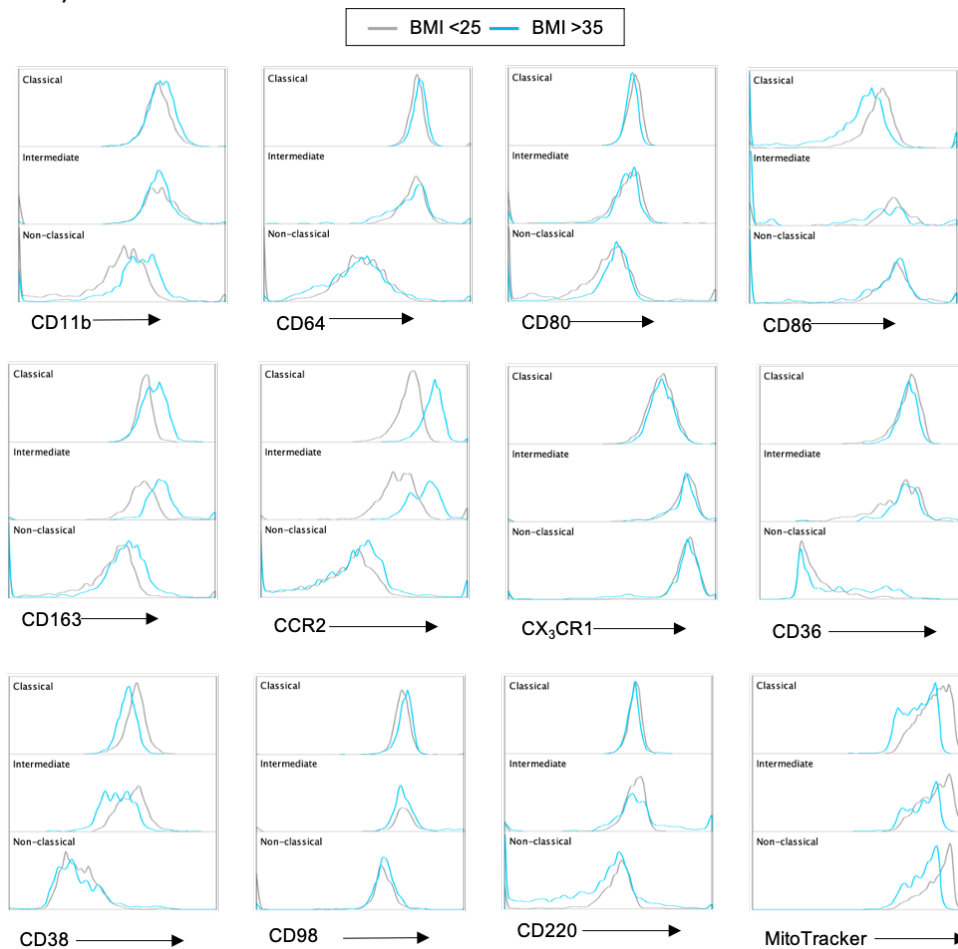 BMI <25 BMI >35
Classical Classical Classical Classical
Intermediate Intermediate Intermediate Intermediate
Non-classical Non-classical Non-classical Non-classical
CD11b CD64 CD80 CD86
Classical Classical Classical Classical
Intermediate Intermediate Intermediate Intermediate
Non-classical Non-classical Non-classical Non-classical
CD163 CCR2 CX₃CR1 CD36
Classical Classical Classical Classical
Intermediate Intermediate Intermediate Intermediate
Non-classical Non-classical Non-classical Non-classical
CD38 CD98 CD220 MitoTracker